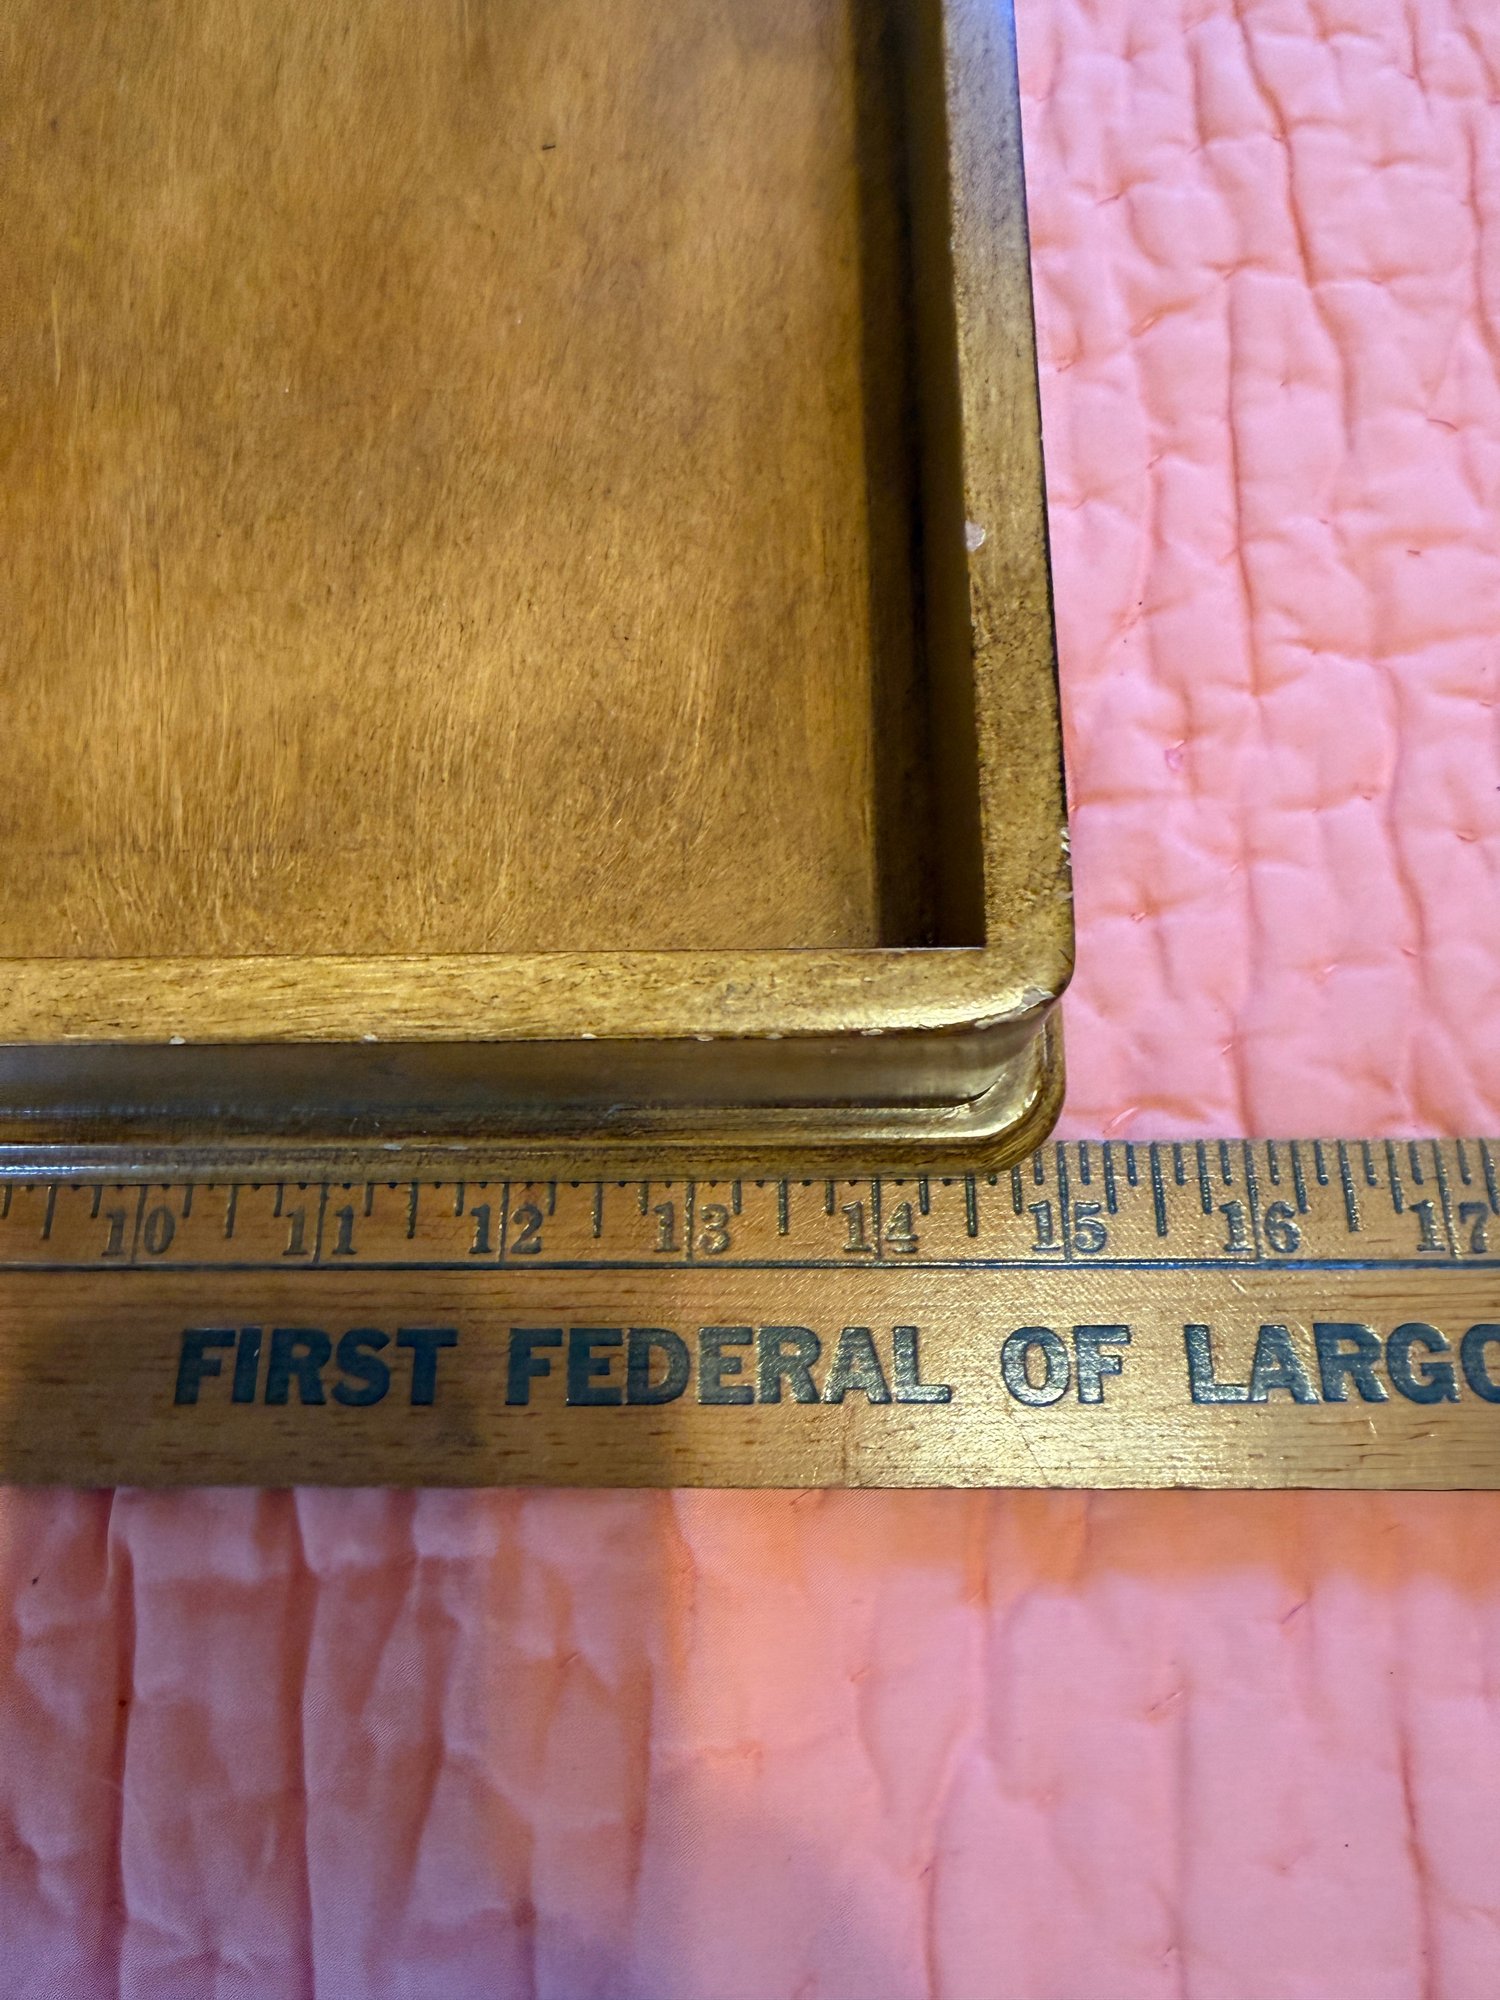 10 11 12 13 14 15 16 17
FIRST FEDERAL OF LARGO